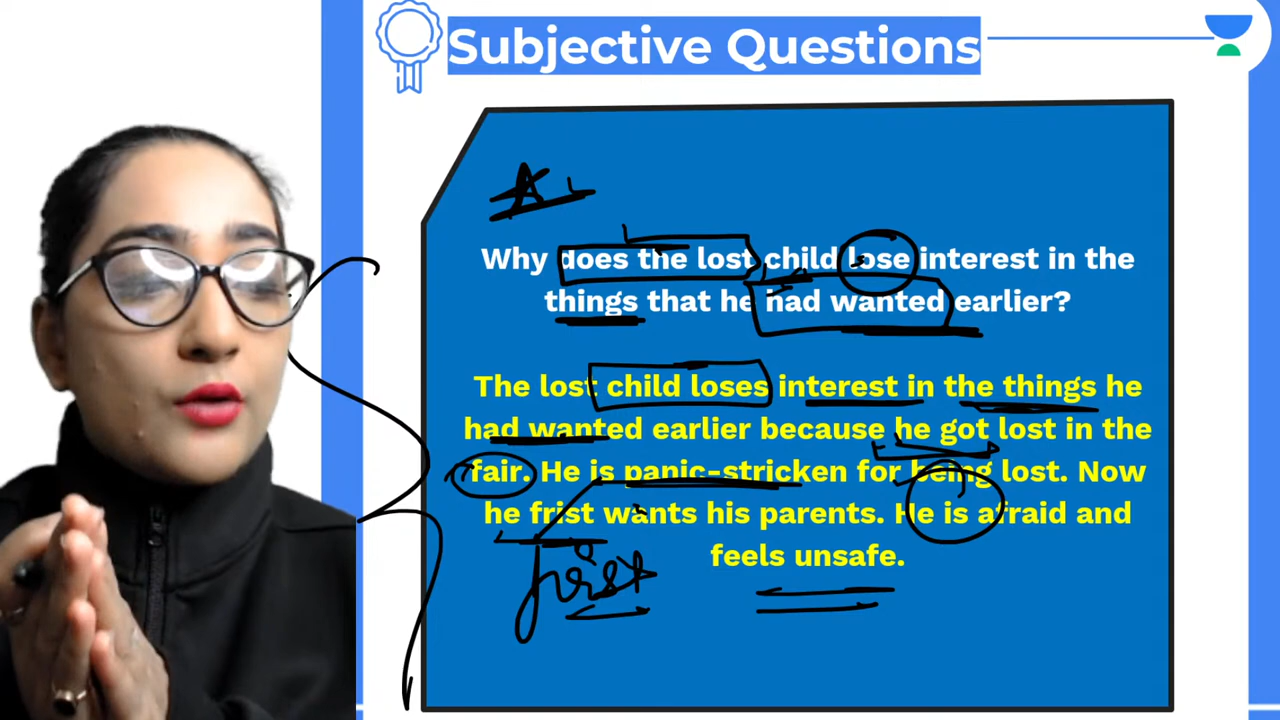 Subjective Questions
A
Why does the lost child lose interest in the
things that he had wanted earlier?
The lost child loses interest in the things he
had wanted earlier because he got lost in the
fair. He is panic-stricken for being lost. Now
he frist wants his parents. He is afraid and
feels unsafe.
first